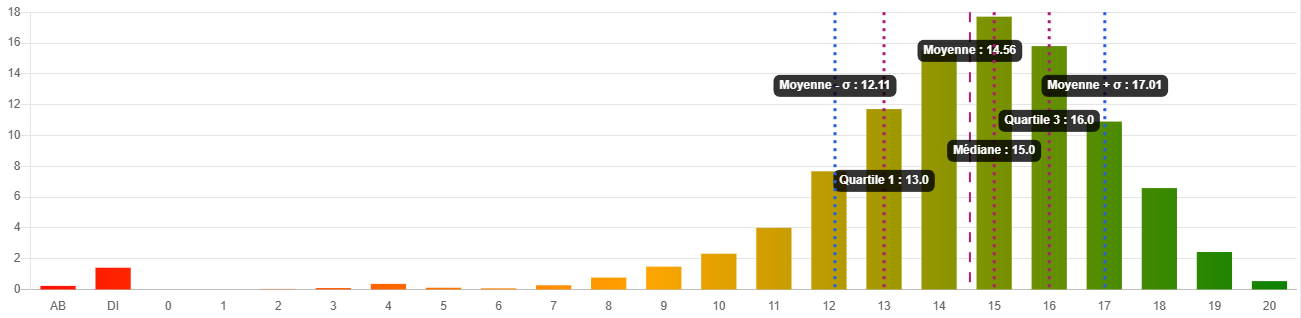 18
16
14
12
10
8
6
4
2
0
Moyenne : 14.56
Moyenne - σ : 12.11
Moyenne + σ : 17.01
Quartile 3 : 16.0
Médiane : 15.0
Quartile 1 : 13.0
AB DI 0 1 2 3 4 5 6 7 8 9 10 11 12 13 14 15 16 17 18 19 20